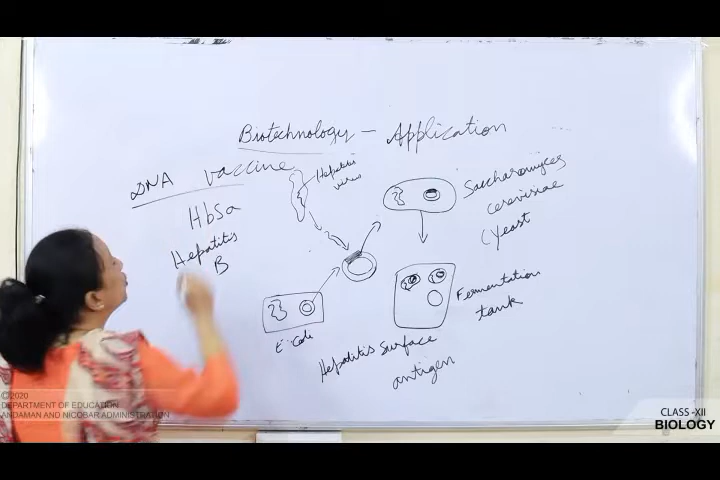 Biotechnology - Application
DNA vaccine
HbSa
Hepatitis
B
Hepatitis
virus
Saccharomyces
cerevisiae
(Yeast
E.coli
Fermentation
tank
Hepatitis Surface
antigen
©2020
DEPARTMENT OF EDUCATION
ANDAMAN AND NICOBAR ADMINISTRATION
CLASS -XII
BIOLOGY